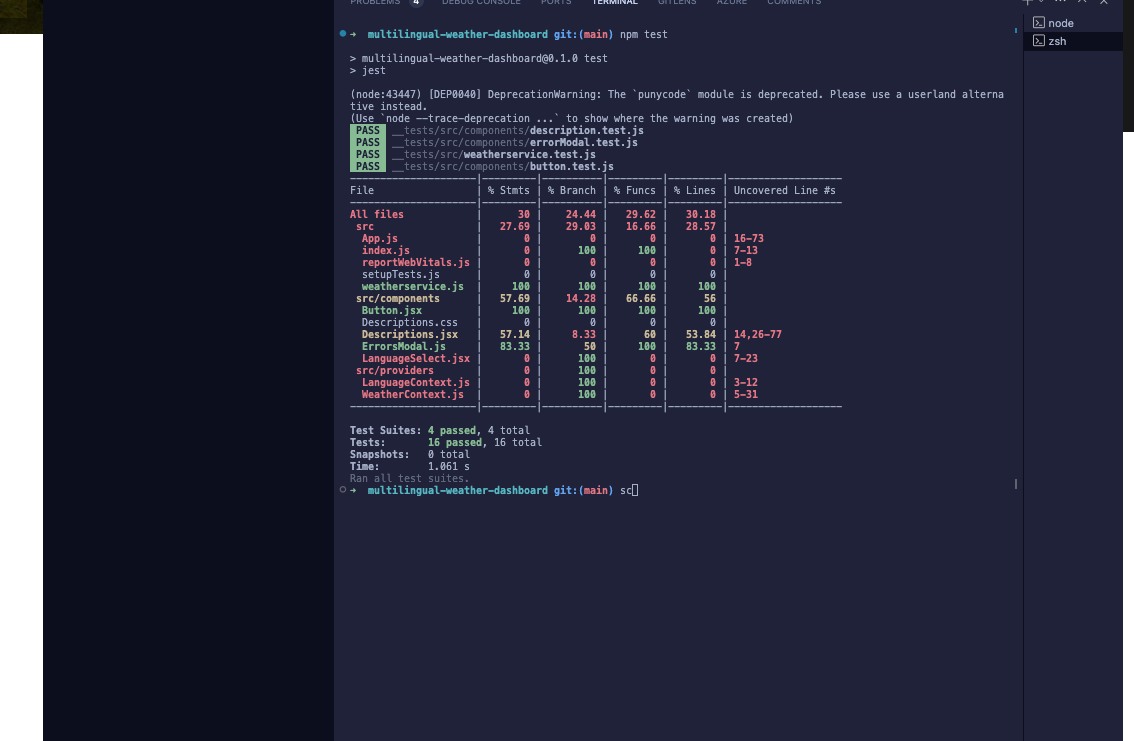 PROBLEMS 4 DEBUG CONSOLE PORTS TERMINAL GITLENS AZURE COMMENTS
node
zsh
➜ multilingual-weather-dashboard git:(main) npm test
> multilingual-weather-dashboard@0.1.0 test
> jest
(node:43447) [DEP0040] DeprecationWarning: The `punycode` module is deprecated. Please use a userland alterna
tive instead.
(Use `node --trace-deprecation ...` to show where the warning was created)
PASS __tests/src/components/description.test.js
PASS __tests/src/components/errorModal.test.js
PASS __tests/src/weatherservice.test.js
PASS __tests/src/components/button.test.js
File | % Stmts | % Branch | % Funcs | % Lines | Uncovered Line #s
All files | 30 | 24.44 | 29.62 | 30.18 |
src | 27.69 | 29.03 | 16.66 | 28.57 |
App.js | 0 | 0 | 0 | 0 | 16-73
index.js | 0 | 100 | 100 | 0 | 7-13
reportWebVitals.js | 0 | 0 | 0 | 0 | 1-8
setupTests.js | 0 | 0 | 0 | 0 |
weatherservice.js | 100 | 100 | 100 | 100 |
src/components | 57.69 | 14.28 | 66.66 | 56 |
Button.jsx | 100 | 100 | 100 | 100 |
Descriptions.css | 0 | 0 | 0 | 0 |
Descriptions.jsx | 57.14 | 8.33 | 60 | 53.84 | 14,26-77
ErrorsModal.js | 83.33 | 50 | 100 | 83.33 | 7
LanguageSelect.jsx | 0 | 100 | 0 | 0 | 7-23
src/providers | 0 | 100 | 0 | 0 |
LanguageContext.js | 0 | 100 | 0 | 0 | 3-12
WeatherContext.js | 0 | 100 | 0 | 0 | 5-31
Test Suites: 4 passed, 4 total
Tests: 16 passed, 16 total
Snapshots: 0 total
Time: 1.061 s
Ran all test suites.
➜ multilingual-weather-dashboard git:(main) sc